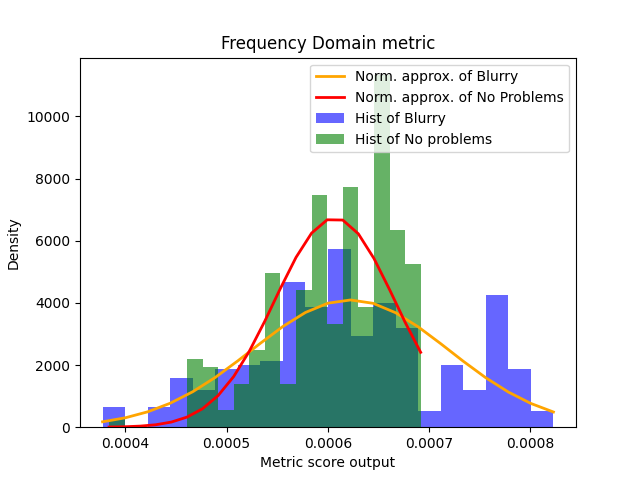 Frequency Domain metric
Norm. approx. of Blurry
Norm. approx. of No Problems
Hist of Blurry
Hist of No problems
10000
8000
6000
4000
2000
0
Density
0.0004 0.0005 0.0006 0.0007 0.0008
Metric score output